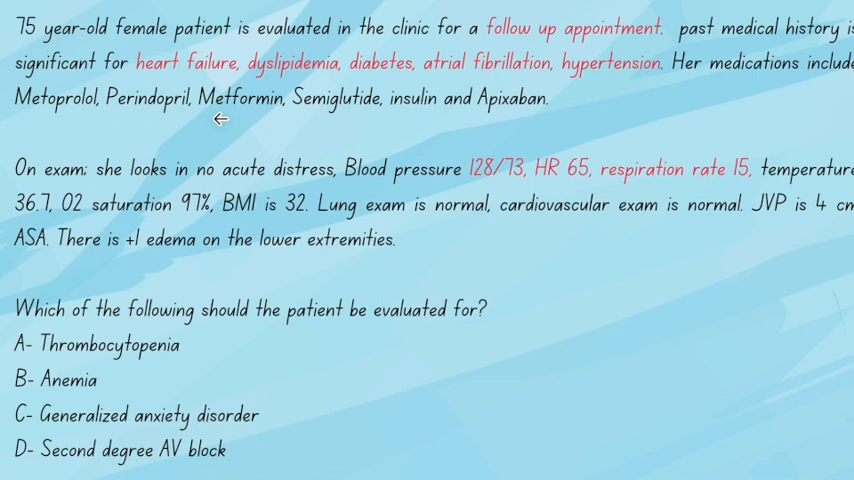 75 year-old female patient is evaluated in the clinic for a follow up appointment. past medical history is
significant for heart failure, dyslipidemia, diabetes, atrial fibrillation, hypertension. Her medications include
Metoprolol, Perindopril, Metformin, Semiglutide, insulin and Apixaban.
On exam; she looks in no acute distress, Blood pressure 128/73, HR 65, respiration rate 15, temperature
36.7, O2 saturation 97%, BMI is 32. Lung exam is normal, cardiovascular exam is normal. JVP is 4 cm
ASA. There is +1 edema on the lower extremities.
Which of the following should the patient be evaluated for?
A- Thrombocytopenia
B- Anemia
C- Generalized anxiety disorder
D- Second degree AV block